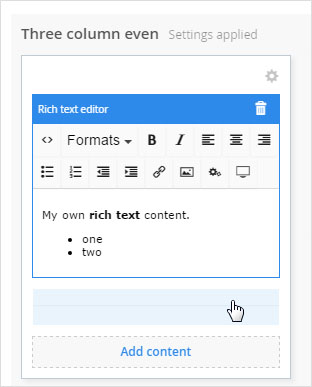 Three column even Settings applied
Rich text editor
Formats B I
My own rich text content.
one
two
Add content